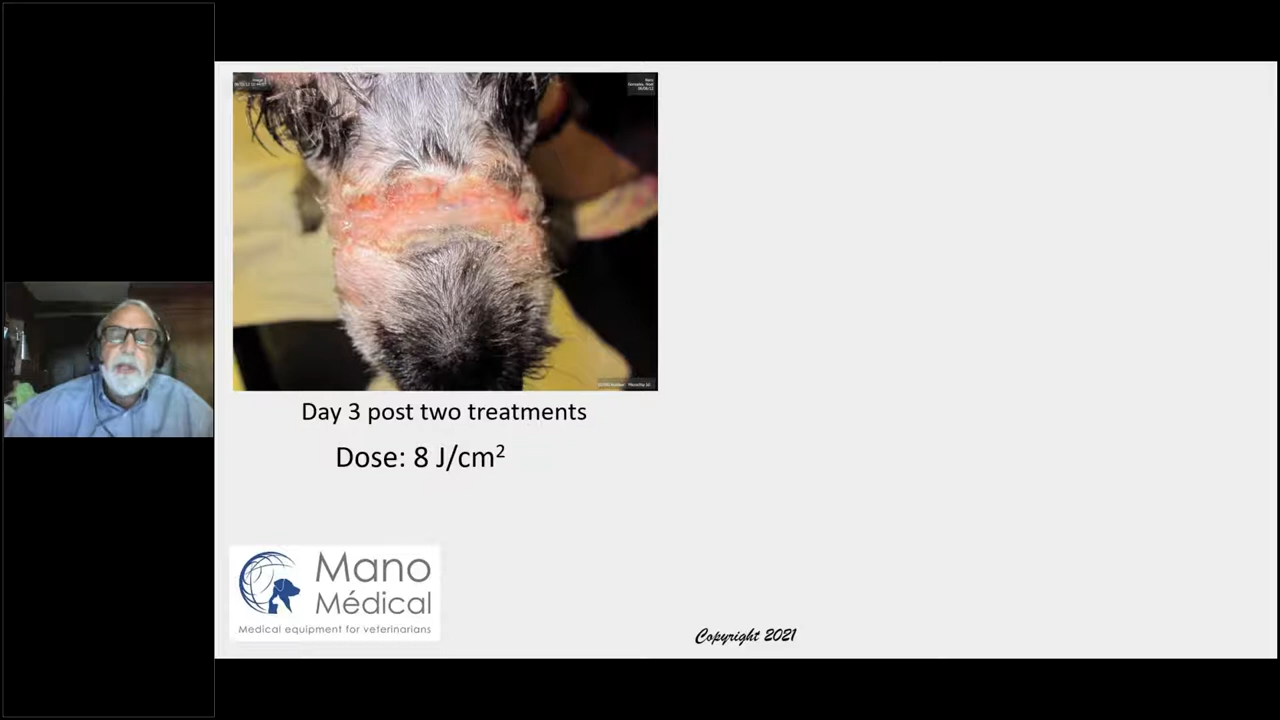 Day 3 post two treatments
Dose: 8 J/cm²
Mano
Médical
Medical equipment for veterinarians
Copyright 2021